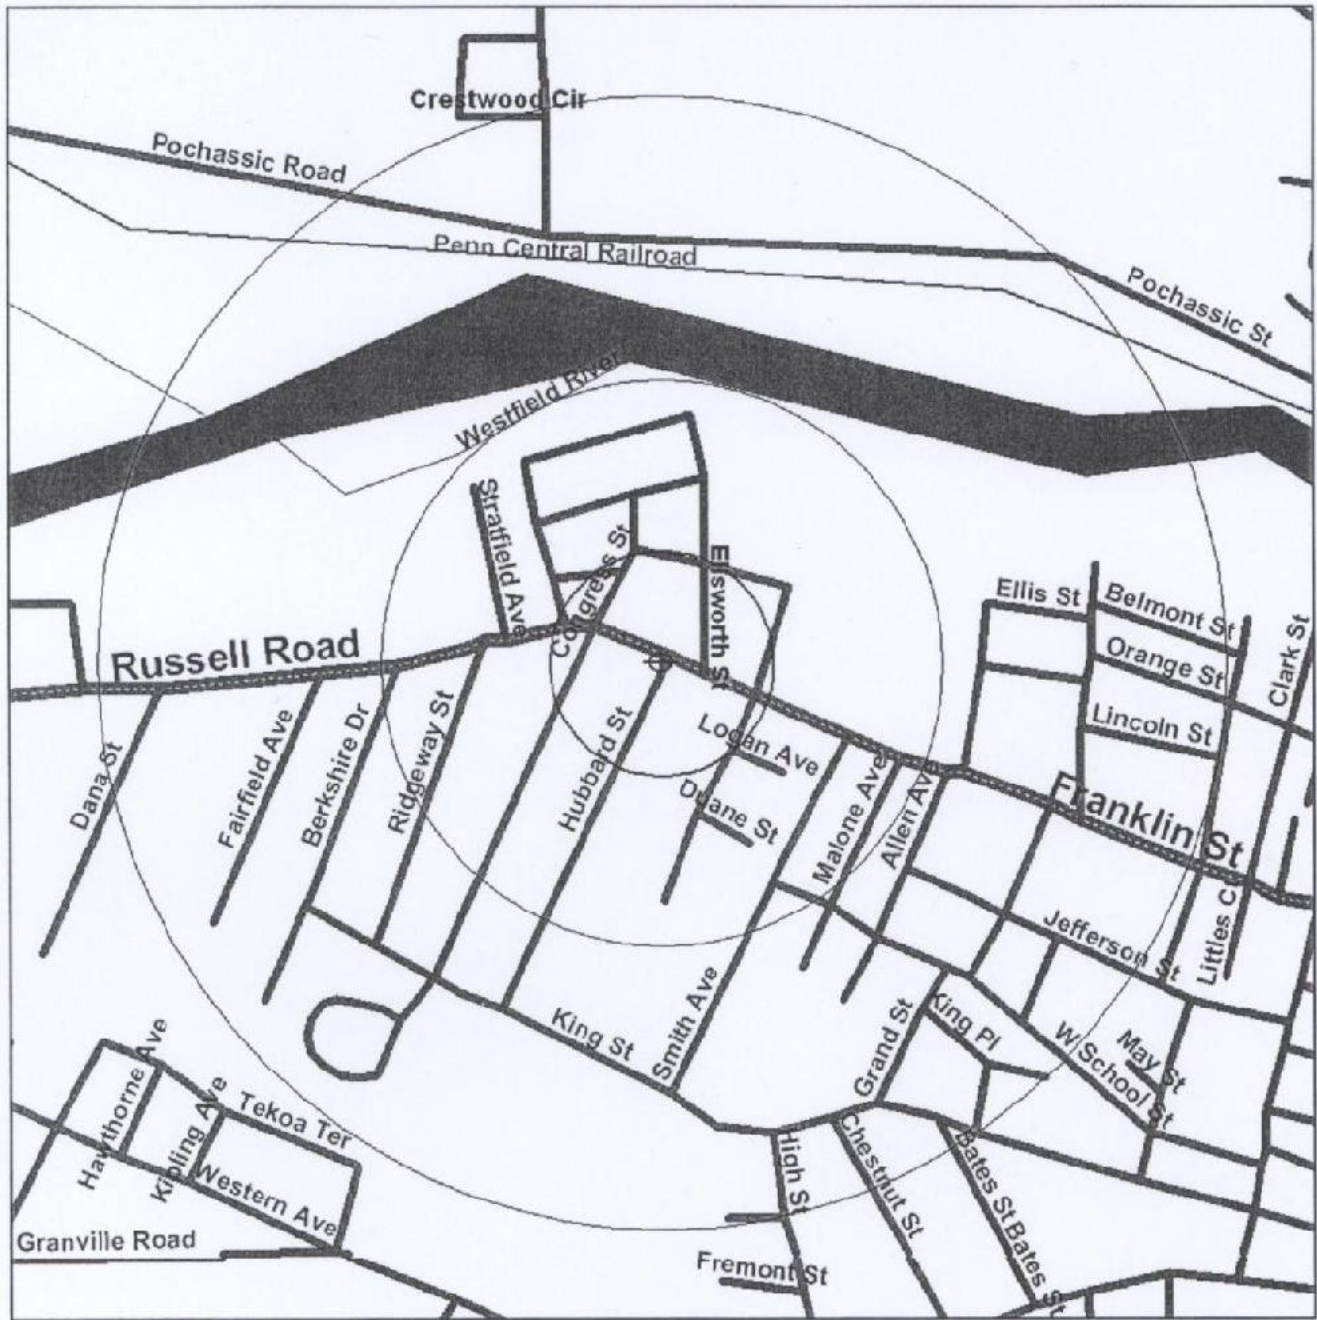 Crestwood Cir
Pochassic Road
Penn Central Railroad
Pochassic St
Westfield River
Stratfield Ave
Congress St
Ellsworth St
Ellis St
Belmont St
Orange St
Clark St
Russell Road
Lincoln St
Dana St
Fairfield Ave
Berkshire Dr
Ridgeway St
Hubbard St
Logan Ave
Duane St
Malone Ave
Allen Ave
Franklin St
Littles C
Jefferson St
King St
Smith Ave
Grand St
King Pl
W School St
May St
Hawthorne Ave
Kipling Ave
Tekoa Ter
Western Ave
High St
Chestnut St
Bates St
Bates St
Granville Road
Fremont St